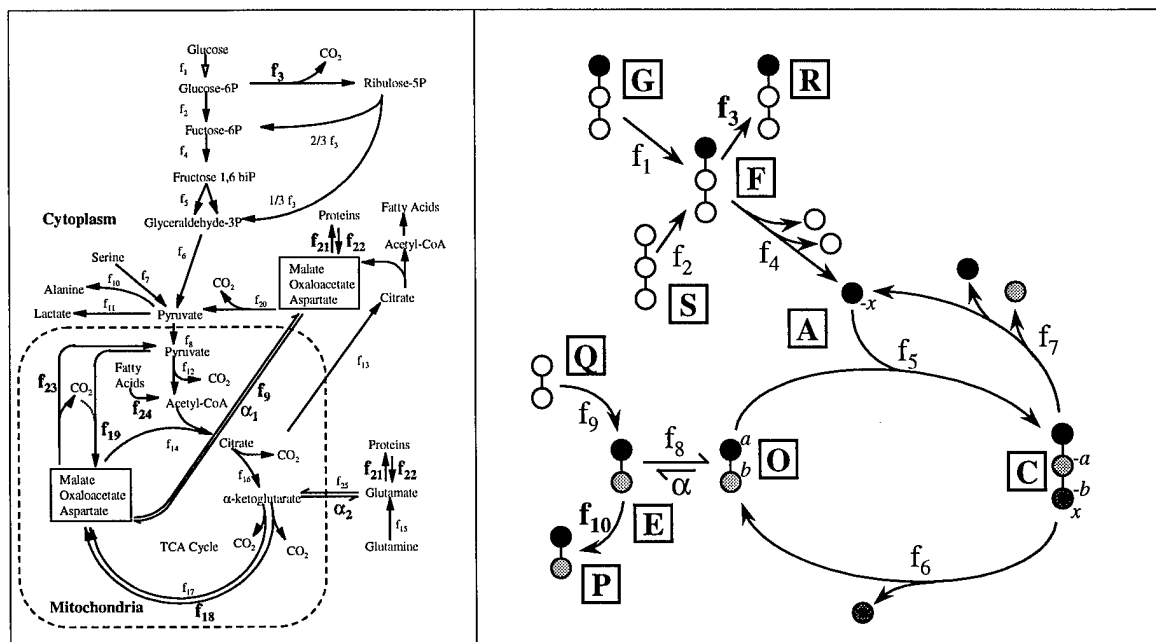 Glucose
f1
CO2
f3
Glucose-6P
Ribulose-5P
f2
Fuctose-6P
2/3 f3
f4
Fructose 1,6 biP
f5
1/3 f3
Glyceraldehyde-3P
Cytoplasm
Proteins
f21
f22
Fatty Acids
Acetyl-CoA
Malate
Oxaloacetate
Aspartate
Citrate
f6
Serine
f7
Alanine
f10
CO2
f20
Lactate
f11
Pyruvate
f8
Pyruvate
f12
CO2
f13
f23
CO2
Fatty
Acids
f24
Acetyl-CoA
f9
α1
f19
f14
Citrate
CO2
Proteins
f21
f22
Malate
Oxaloacetate
Aspartate
f16
α-ketoglutarate
f25
α2
Glutamate
f15
Glutamine
CO2
CO2
TCA Cycle
f17
f18
Mitochondria
G
R
f3
f1
F
f2
f4
S
-x
A
Q
f5
f7
f9
f8
α
a
b
O
C
-a
-b
x
f10
E
P
f6